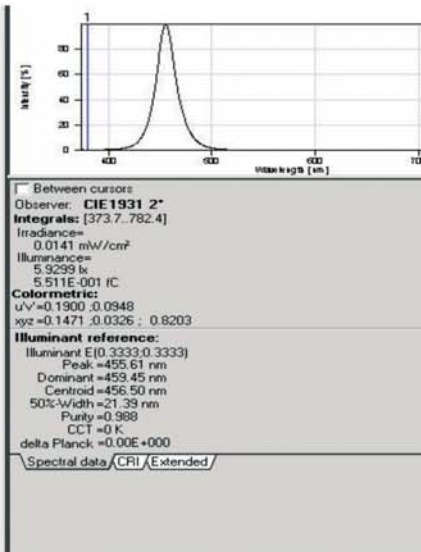 1
Intensity [%]
80
60
40
20
0
400
500
600
70
Wavelength [nm]
Between cursors
Observer: CIE1931 2°
Integrals: [373.7..782.4]
Irradiance=
0.0141 mW/cm²
Illuminance=
5.9299 lx
5.511E-001 fC
Colormetric:
u'v'=0.1900 ;0.0948
xyz =0.1471 ;0.0326 ; 0.8203
Illuminant reference:
Illuminant E(0.3333;0.3333)
Peak =455.61 nm
Dominant =459.45 nm
Centroid =456.50 nm
50%-Width =21.39 nm
Purity =0.988
CCT =0 K
delta Planck =0.00E+000
Spectral data CRI Extended